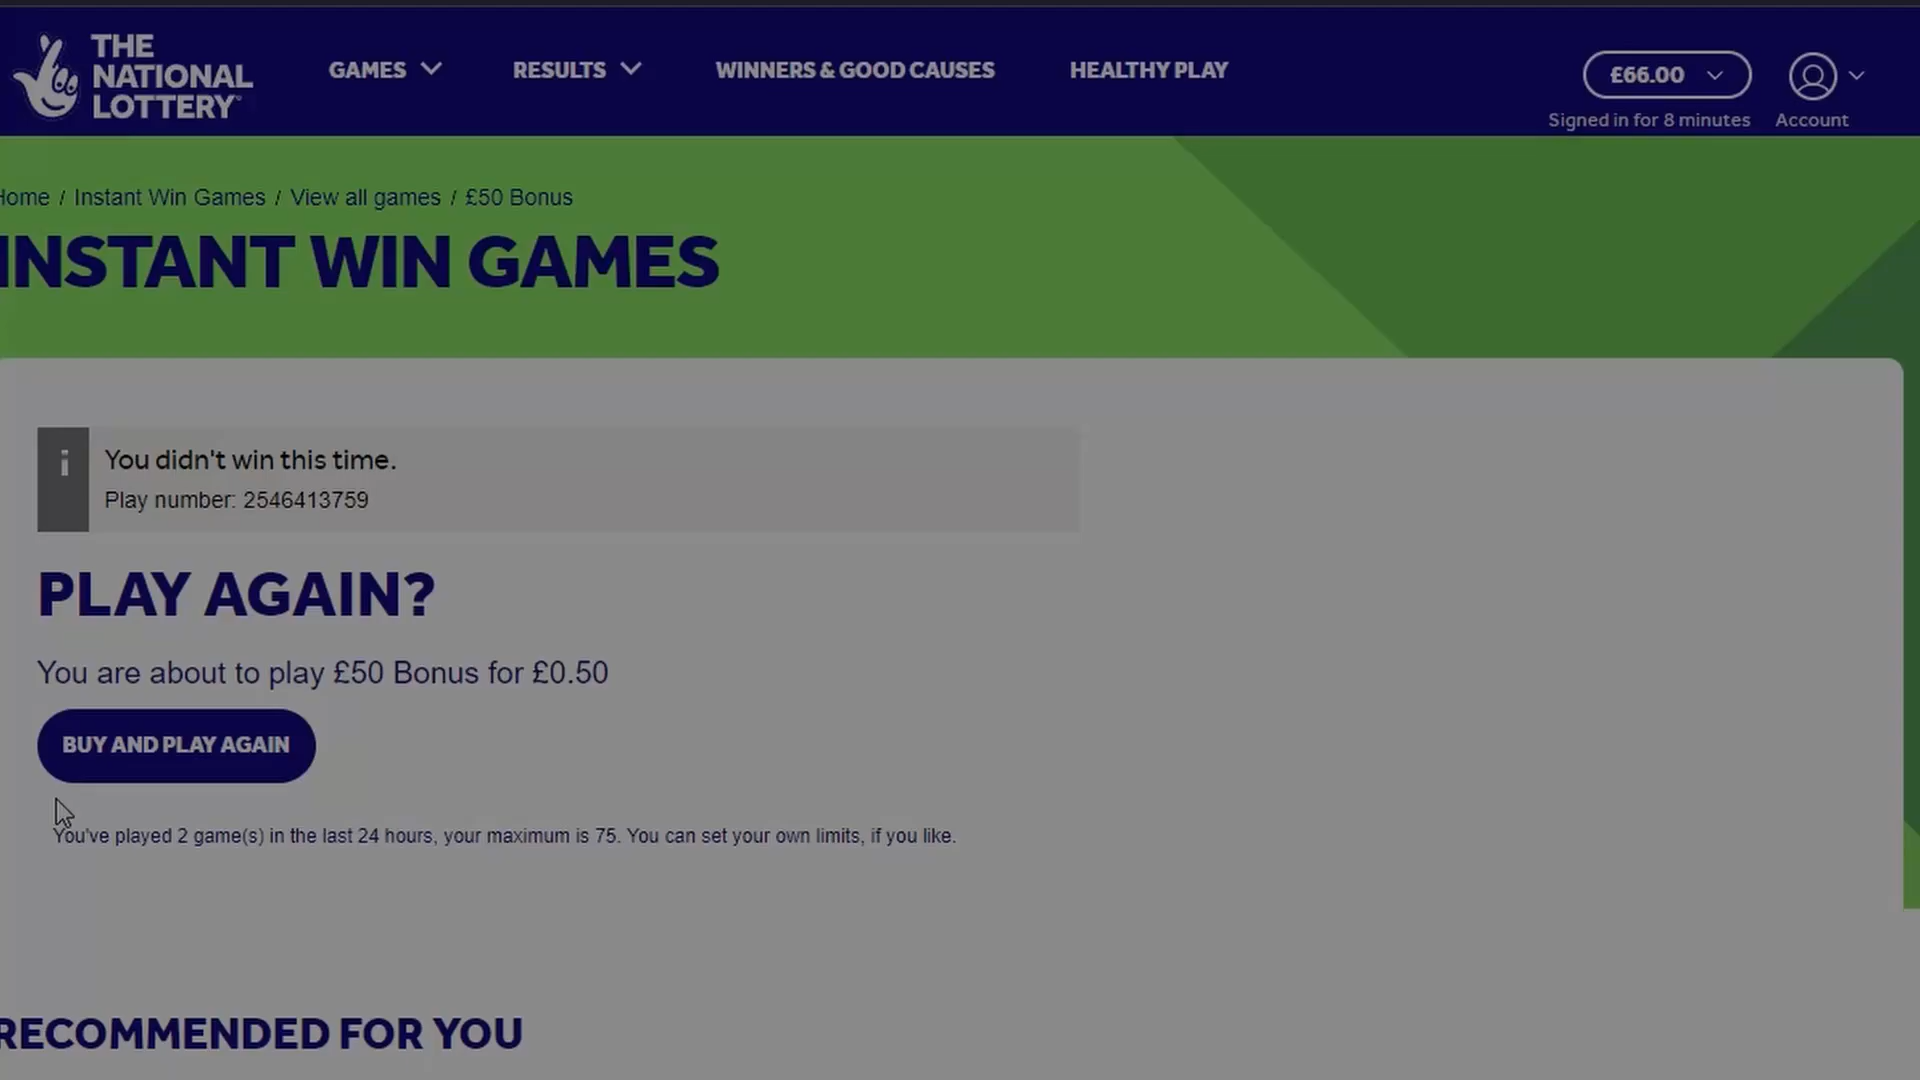 THE
NATIONAL
LOTTERY
GAMES
RESULTS
WINNERS & GOOD CAUSES
HEALTHY PLAY
£66.00
Signed in for 8 minutes
Account
Home / Instant Win Games / View all games / £50 Bonus
INSTANT WIN GAMES
i
You didn't win this time.
Play number: 2546413759
PLAY AGAIN?
You are about to play £50 Bonus for £0.50
BUY AND PLAY AGAIN
You've played 2 game(s) in the last 24 hours, your maximum is 75. You can set your own limits, if you like.
RECOMMENDED FOR YOU